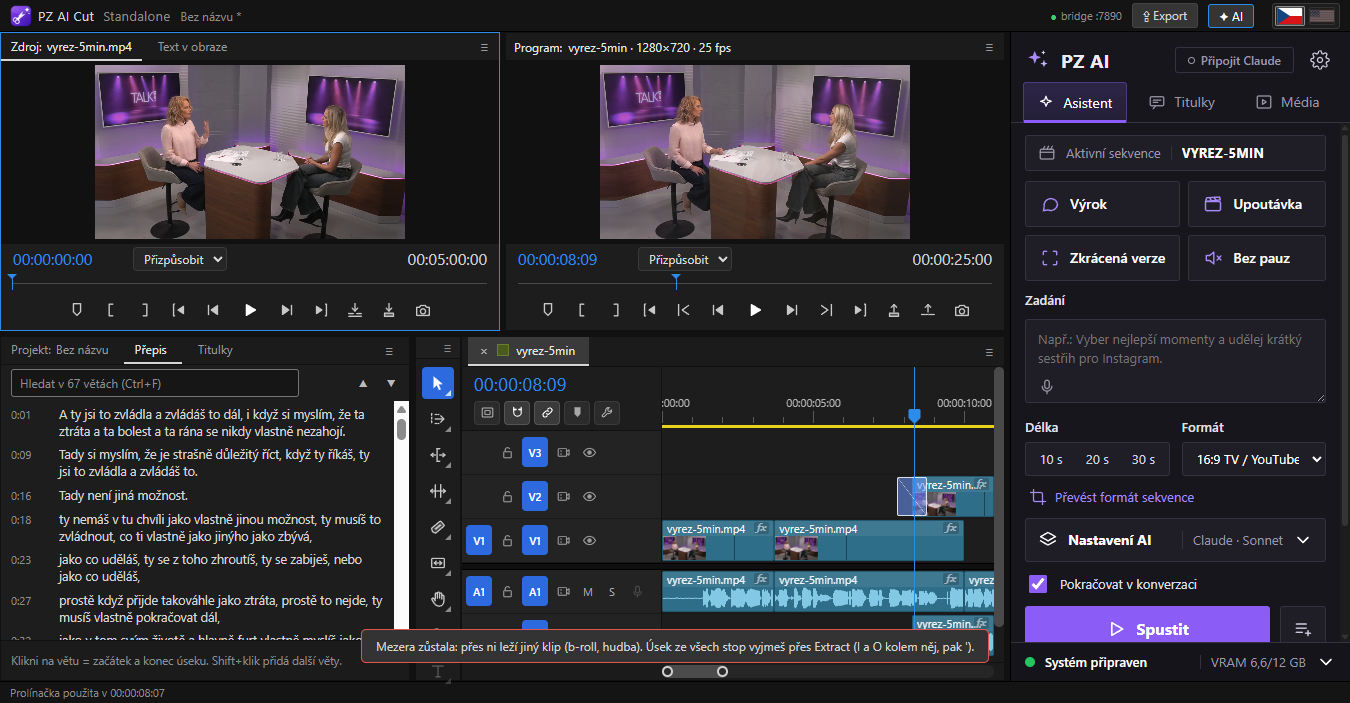 PZ AI Cut Standalone Bez názvu *
bridge :7890 Export AI
Zdroj: vyrez-5min.mp4 Text v obraze
TALK!
00:00:00:00 Přizpůsobit 00:05:00:00
Program: vyrez-5min · 1280×720 · 25 fps
TALK!
00:00:08:09 Přizpůsobit 00:00:25:00
Projekt: Bez názvu Přepis Titulky
Hledat v 67 větách (Ctrl+F)
0:01 A ty jsi to zvládla a zvládáš to dál, i když si myslím, že ta
ztráta a ta bolest a ta rána se nikdy vlastně nezahojí.
0:09 Tady si myslím, že je strašně důležitý říct, když ty říkáš, ty
jsi to zvládla a zvládáš to.
0:16 Tady není jiná možnost.
0:18 ty nemáš v tu chvíli jako vlastně jinou možnost, ty musíš to
zvládnout, co ti vlastně jako jinýho jako zbývá,
0:23 jako co uděláš, ty se z toho zhroutíš, ty se zabiješ, nebo
jako co uděláš,
0:27 prostě když přijde takováhle jako ztráta, prostě to nejde, ty
musíš vlastně pokračovat dál,
Klikni na větu = začátek a konec úseku. Shift+klik přidá další věty.
× vyrez-5min
00:00:08:09
:00:00 00:00:05:00 00:00:10:00
V3
V2 vyrez-5min... fx
V1 V1 vyrez-5min.mp4 fx vyrez-5min.mp4 fx
A1 A1 M S vyrez-5min.mp4 fx vyrez-5min.mp4 fx vyrez
vyrez-5min... fx
Mezera zůstala: přes ni leží jiný klip (b-roll, hudba). Úsek ze všech stop vyjmeš přes Extract (I a O kolem něj, pak ').
T
PZ AI Připojit Claude
Asistent Titulky Média
Aktivní sekvence VYREZ-5MIN
Výrok Upoutávka
Zkrácená verze Bez pauz
Zadání
Např.: Vyber nejlepší momenty a udělej krátký
sestřih pro Instagram.
Délka Formát
10 s 20 s 30 s 16:9 TV / YouTube
Převést formát sekvence
Nastavení AI Claude · Sonnet
Pokračovat v konverzaci
Spustit
Systém připraven VRAM 6,6/12 GB
Prolínačka použita v 00:00:08:07